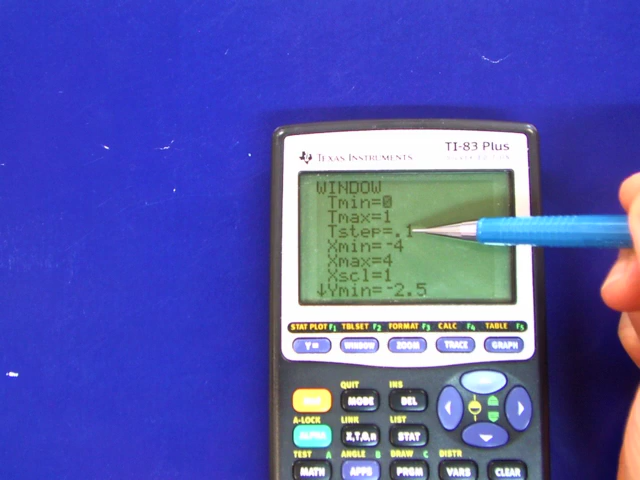 TI-83 Plus
TEXAS INSTRUMENTS
WINDOW
Tmin=0
Tmax=1
Tstep=.1
Xmin=-4
Xmax=4
Xscl=1
↓Ymin=-2.5
STAT PLOT F1 TBLSET F2 FORMAT F3 CALC F4 TABLE F5
Y= WINDOW ZOOM TRACE GRAPH
QUIT INS
2nd MODE DEL
A-LOCK LINK LIST
ALPHA X,T,θ,n STAT
TEST A ANGLE B DRAW C DISTR
MATH APPS PRGM VARS CLEAR